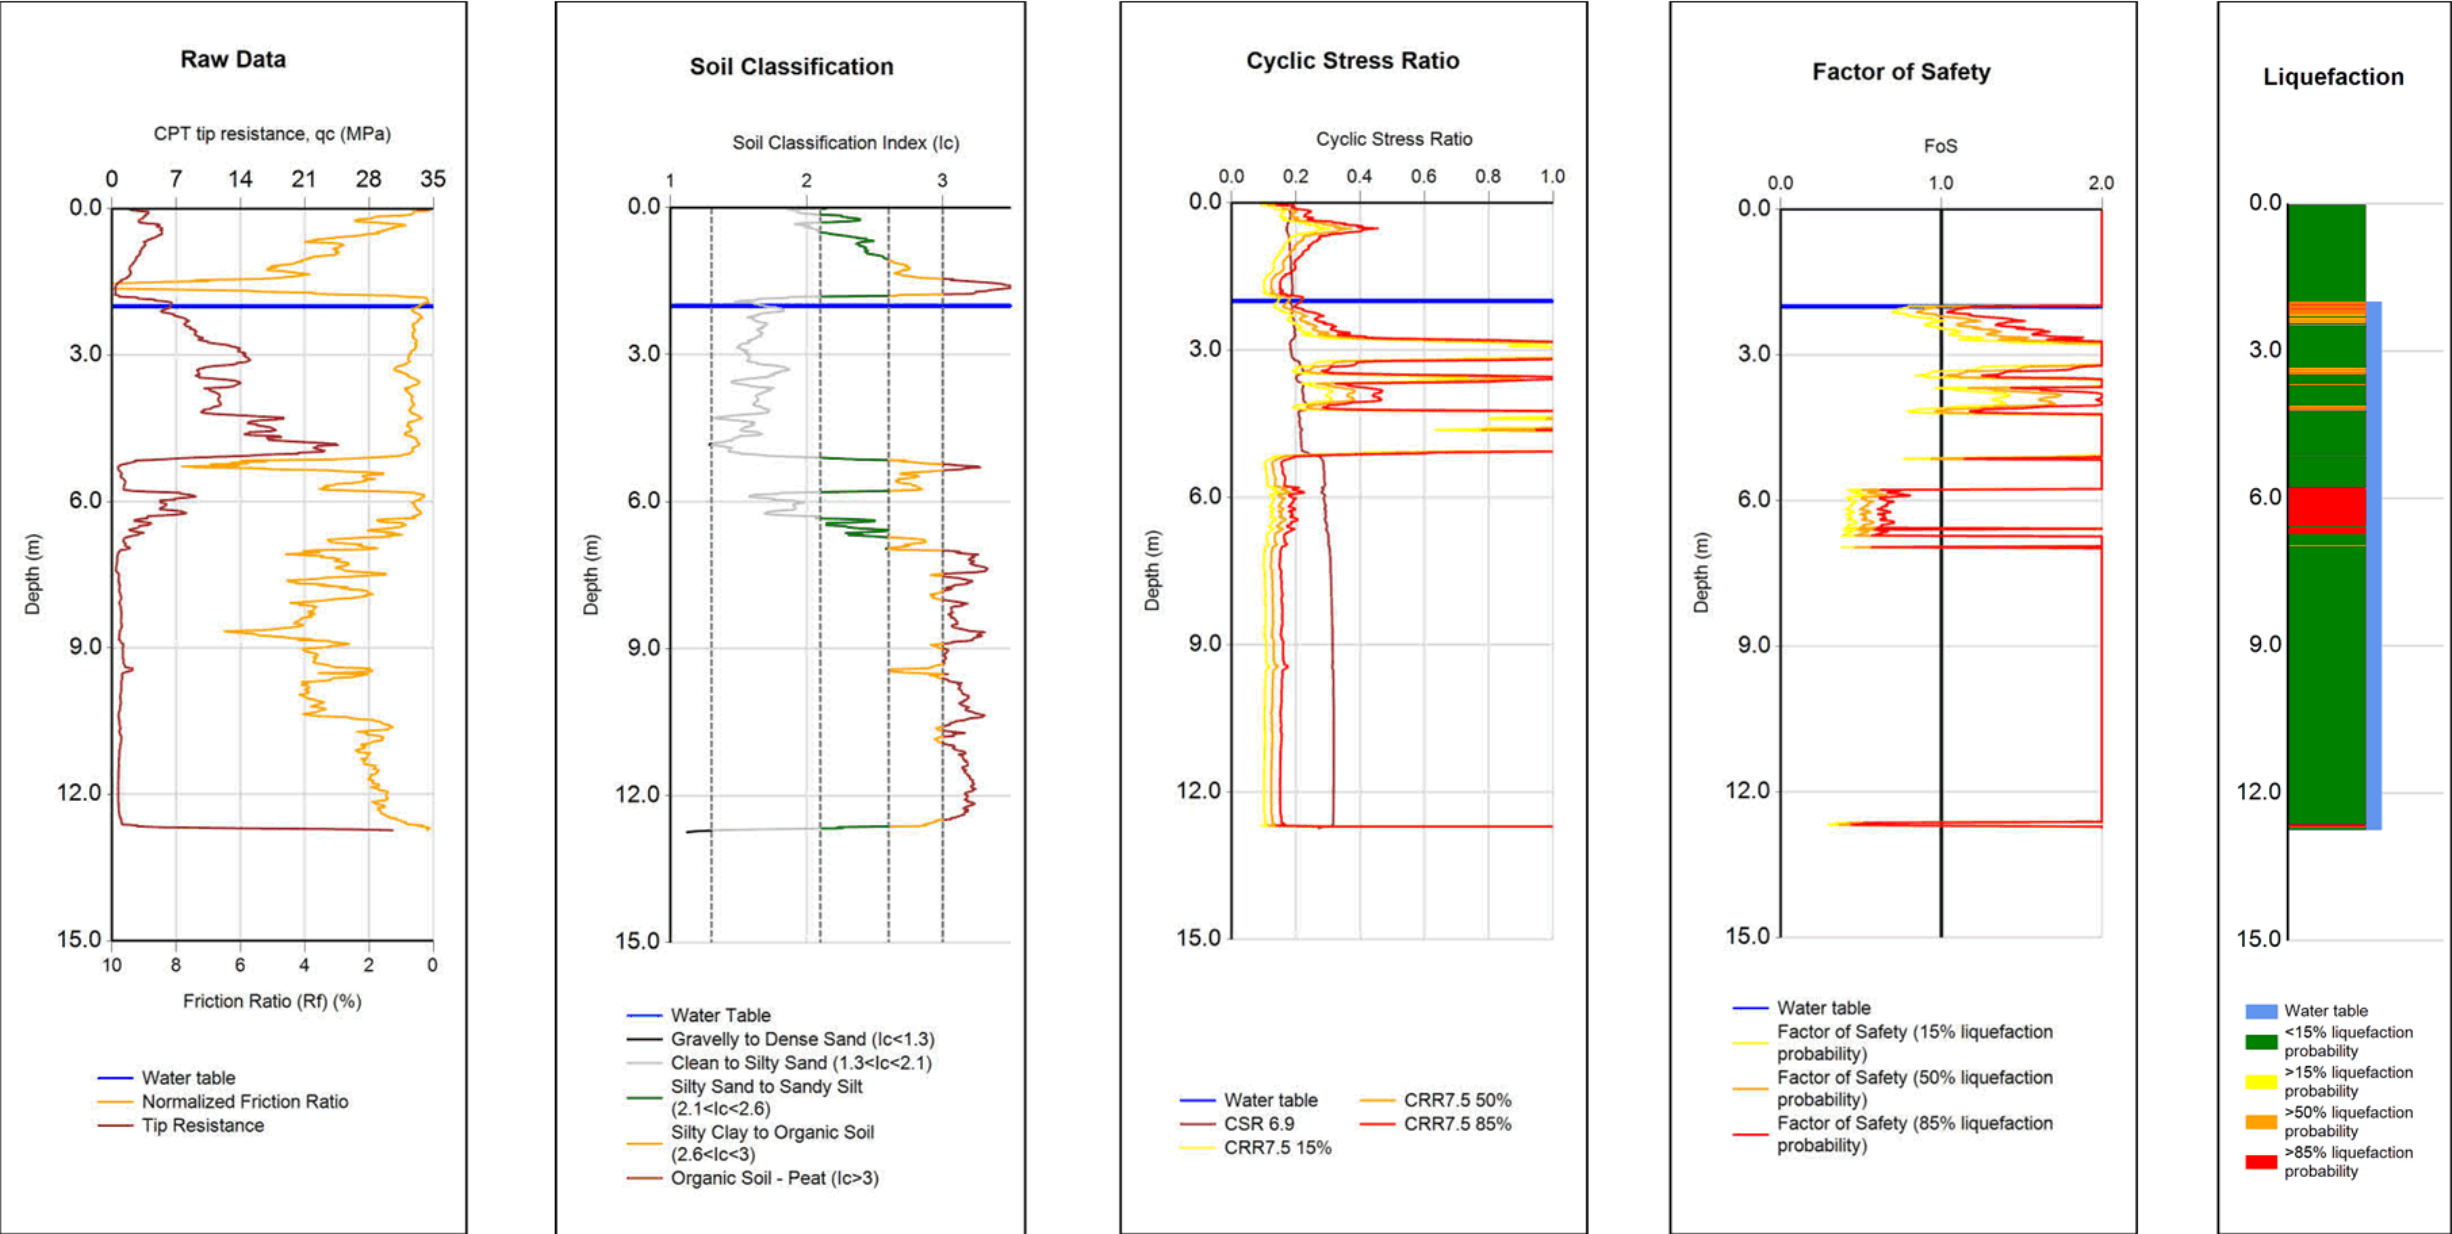 Raw Data
CPT tip resistance, qc (MPa)
0 7 14 21 28 35
0.0
3.0
6.0
9.0
12.0
15.0
Depth (m)
10 8 6 4 2 0
Friction Ratio (Rf) (%)
Water table
Normalized Friction Ratio
Tip Resistance
Soil Classification
Soil Classification Index (Ic)
1 2 3
0.0
3.0
6.0
9.0
12.0
15.0
Depth (m)
Water Table
Gravelly to Dense Sand (Ic<1.3)
Clean to Silty Sand (1.3<Ic<2.1)
Silty Sand to Sandy Silt
(2.1<Ic<2.6)
Silty Clay to Organic Soil
(2.6<Ic<3)
Organic Soil - Peat (Ic>3)
Cyclic Stress Ratio
Cyclic Stress Ratio
0.0 0.2 0.4 0.6 0.8 1.0
0.0
3.0
6.0
9.0
12.0
15.0
Depth (m)
Water table
CSR 6.9
CRR7.5 15%
CRR7.5 50%
CRR7.5 85%
Factor of Safety
FoS
0.0 1.0 2.0
0.0
3.0
6.0
9.0
12.0
15.0
Depth (m)
Water table
Factor of Safety (15% liquefaction
probability)
Factor of Safety (50% liquefaction
probability)
Factor of Safety (85% liquefaction
probability)
Liquefaction
0.0
3.0
6.0
9.0
12.0
15.0
Water table
<15% liquefaction
probability
>15% liquefaction
probability
>50% liquefaction
probability
>85% liquefaction
probability